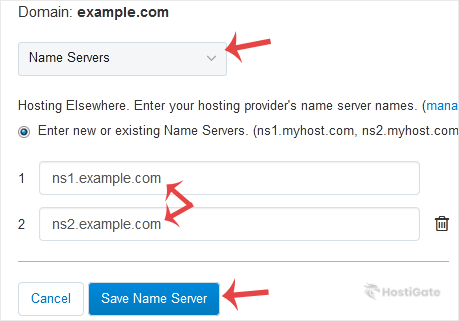 Domain: example.com
Name Servers
Hosting Elsewhere. Enter your hosting provider's name server names. (mana
Enter new or existing Name Servers. (ns1.myhost.com, ns2.myhost.com
1 ns1.example.com
2 ns2.example.com
Cancel Save Name Server HostiGate